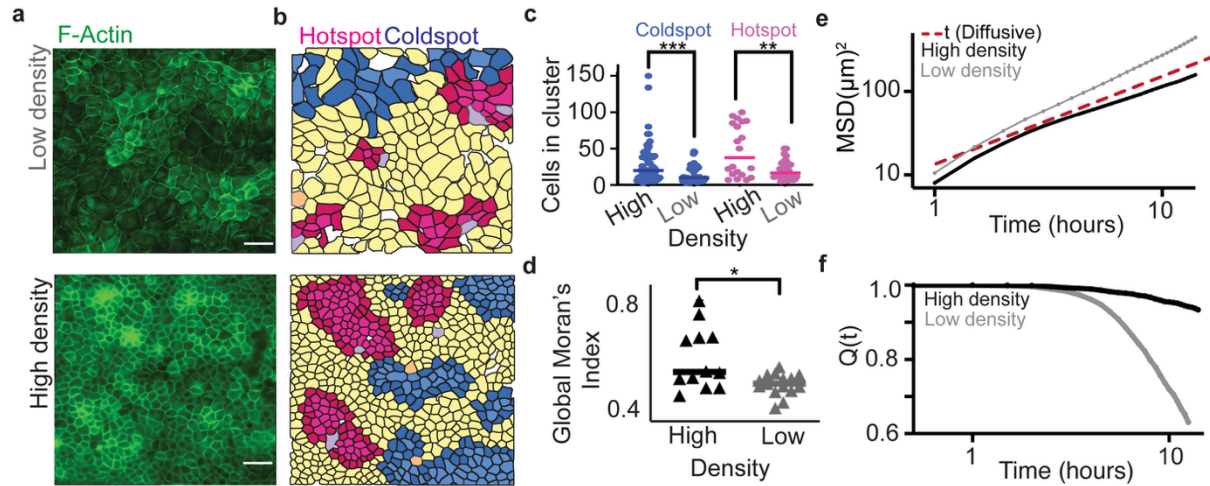 a
F-Actin
Low density
High density
b
Hotspot Coldspot
c
Coldspot
Hotspot
***
**
Cells in cluster
150
100
50
0
High
Low
High
Low
Density
d
*
Global Moran's
Index
0.8
0.4
High
Low
Density
e
t (Diffusive)
High density
Low density
MSD(μm)²
100
10
1
10
Time (hours)
f
High density
Low density
Q(t)
1.0
0.9
0.8
0.7
0.6
1
10
Time (hours)